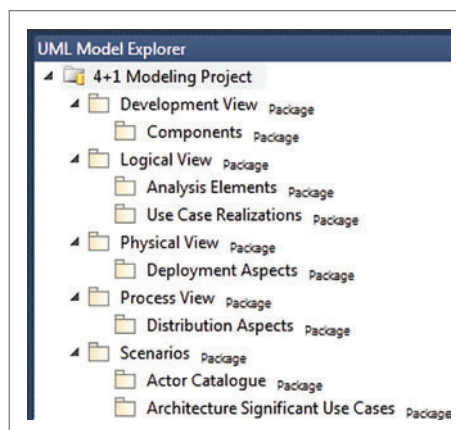 UML Model Explorer
4+1 Modeling Project
Development View Package
Components Package
Logical View Package
Analysis Elements Package
Use Case Realizations Package
Physical View Package
Deployment Aspects Package
Process View Package
Distribution Aspects Package
Scenarios Package
Actor Catalogue Package
Architecture Significant Use Cases Package